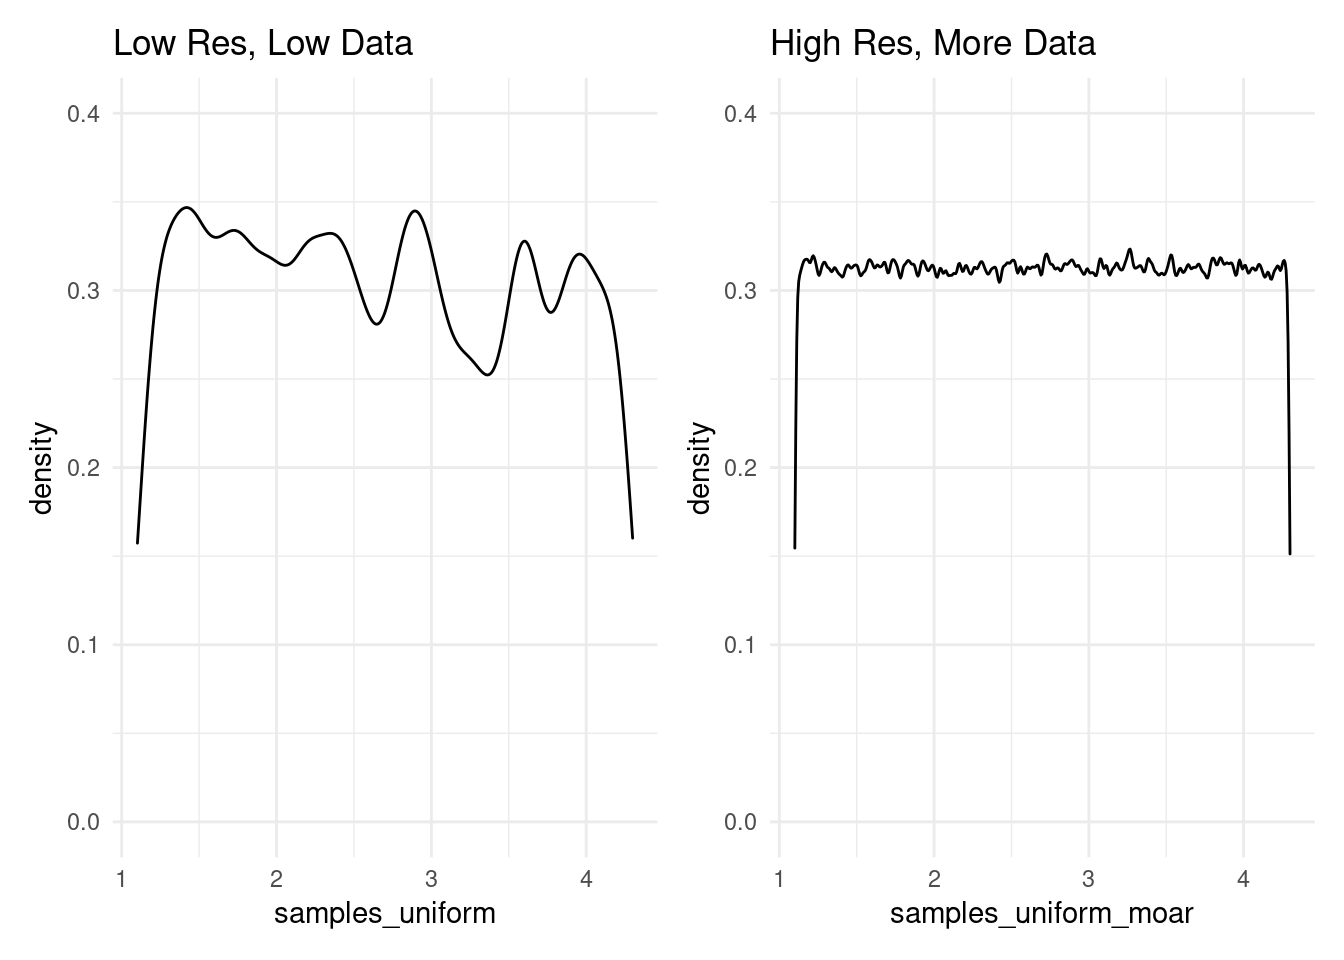 Low Res, Low Data
0.4
0.3
0.2
0.1
0.0
density
1 2 3 4
samples_uniform
High Res, More Data
0.4
0.3
0.2
0.1
0.0
density
1 2 3 4
samples_uniform_moar